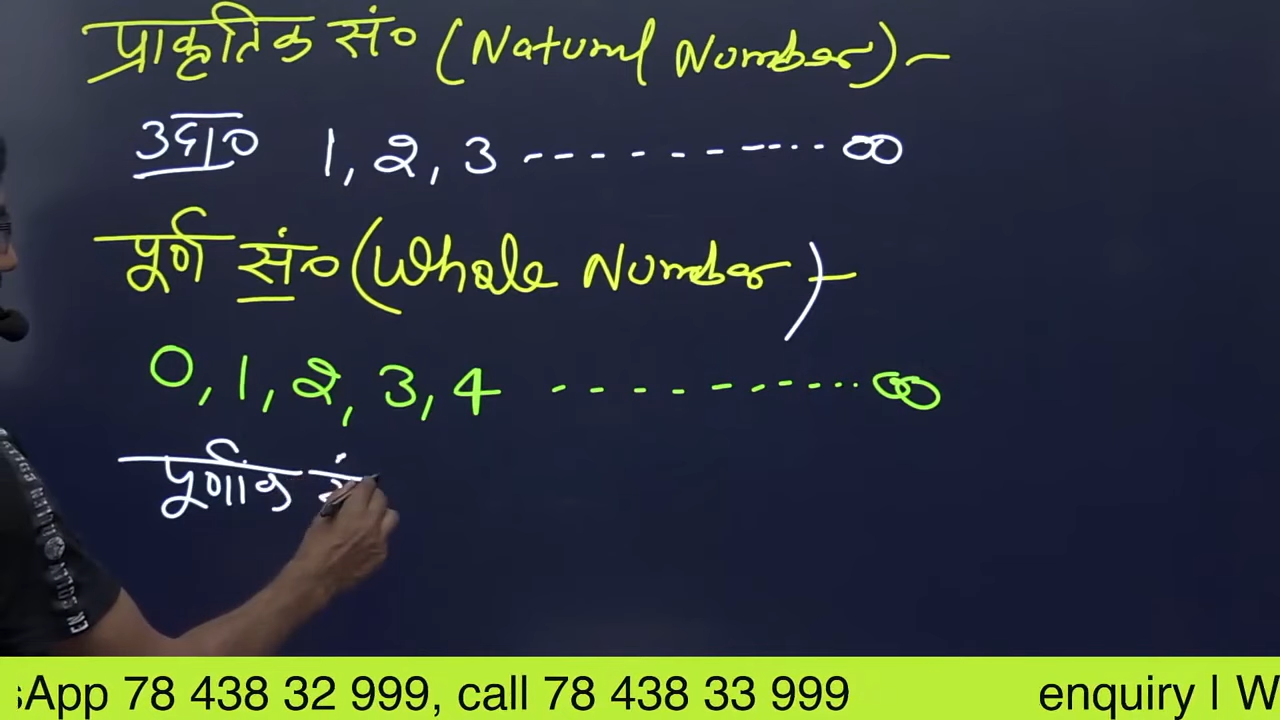 प्राकृतिक सं० (Natural Number) -
उदा० 1, 2, 3 ----------- ∞
पूर्ण सं० (Whole Number) -
0, 1, 2, 3, 4 ----------- ∞
पूर्णांक सं
sApp 78 438 32 999, call 78 438 33 999 enquiry I W